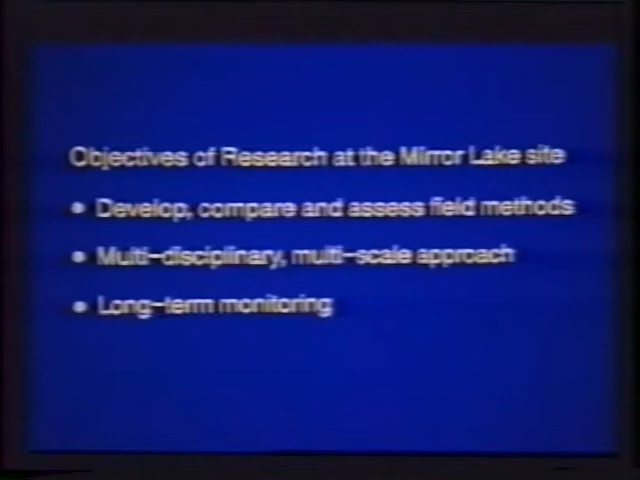 Objectives of Research at the Mirror Lake site
• Develop, compare and assess field methods
• Multi-disciplinary, multi-scale approach
• Long-term monitoring